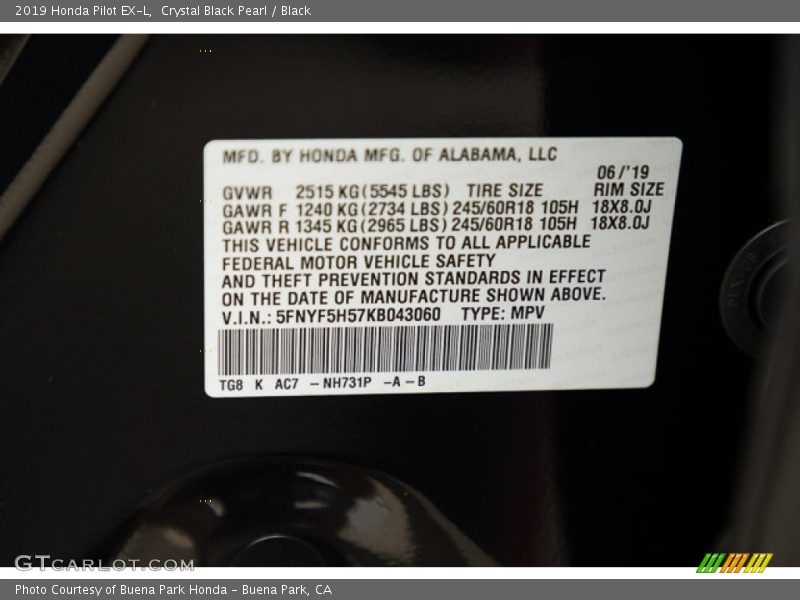 2019 Honda Pilot EX-L, Crystal Black Pearl / Black
MFD. BY HONDA MFG. OF ALABAMA, LLC
06/'19
GVWR 2515 KG (5545 LBS) TIRE SIZE RIM SIZE
GAWR F 1240 KG (2734 LBS) 245/60R18 105H 18X8.0J
GAWR R 1345 KG (2965 LBS) 245/60R18 105H 18X8.0J
THIS VEHICLE CONFORMS TO ALL APPLICABLE
FEDERAL MOTOR VEHICLE SAFETY
AND THEFT PREVENTION STANDARDS IN EFFECT
ON THE DATE OF MANUFACTURE SHOWN ABOVE.
V.I.N.: 5FNYF5H57KB043060 TYPE: MPV
TG8 K AC7 – NH731P –A – B
GTCARLOT.COM
Photo Courtesy of Buena Park Honda - Buena Park, CA